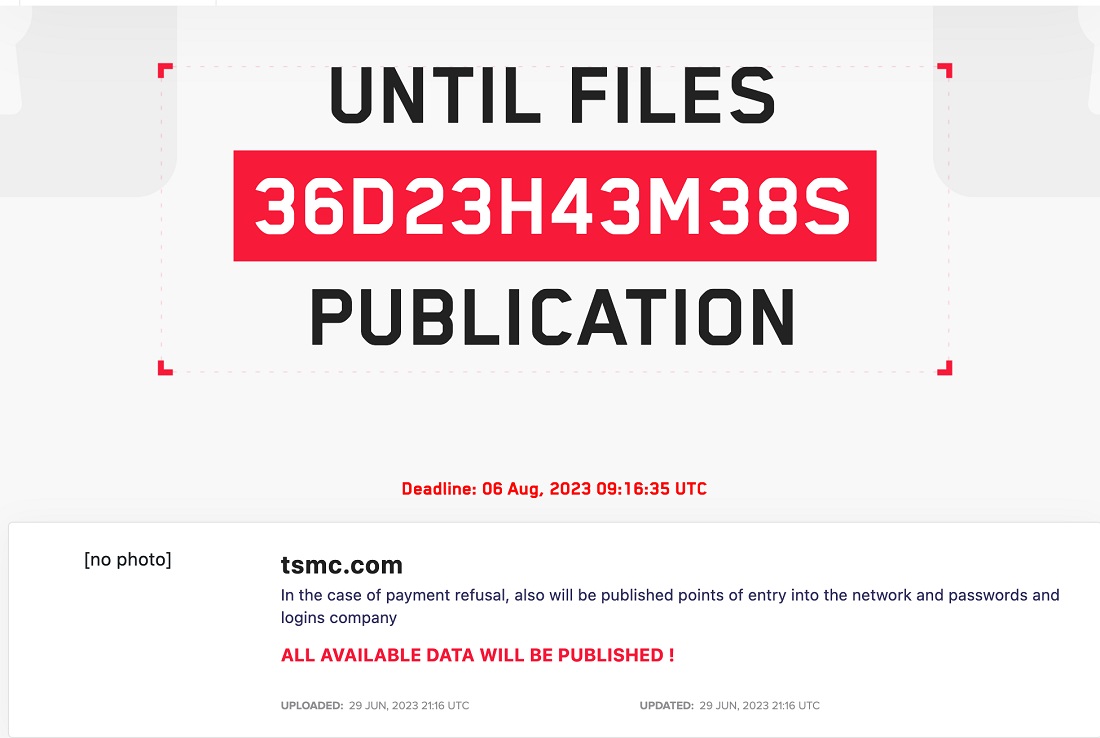 UNTIL FILES
36D23H43M38S
PUBLICATION
Deadline: 06 Aug, 2023 09:16:35 UTC
[no photo]
tsmc.com
In the case of payment refusal, also will be published points of entry into the network and passwords and
logins company
ALL AVAILABLE DATA WILL BE PUBLISHED !
UPLOADED: 29 JUN, 2023 21:16 UTC
UPDATED: 29 JUN, 2023 21:16 UTC